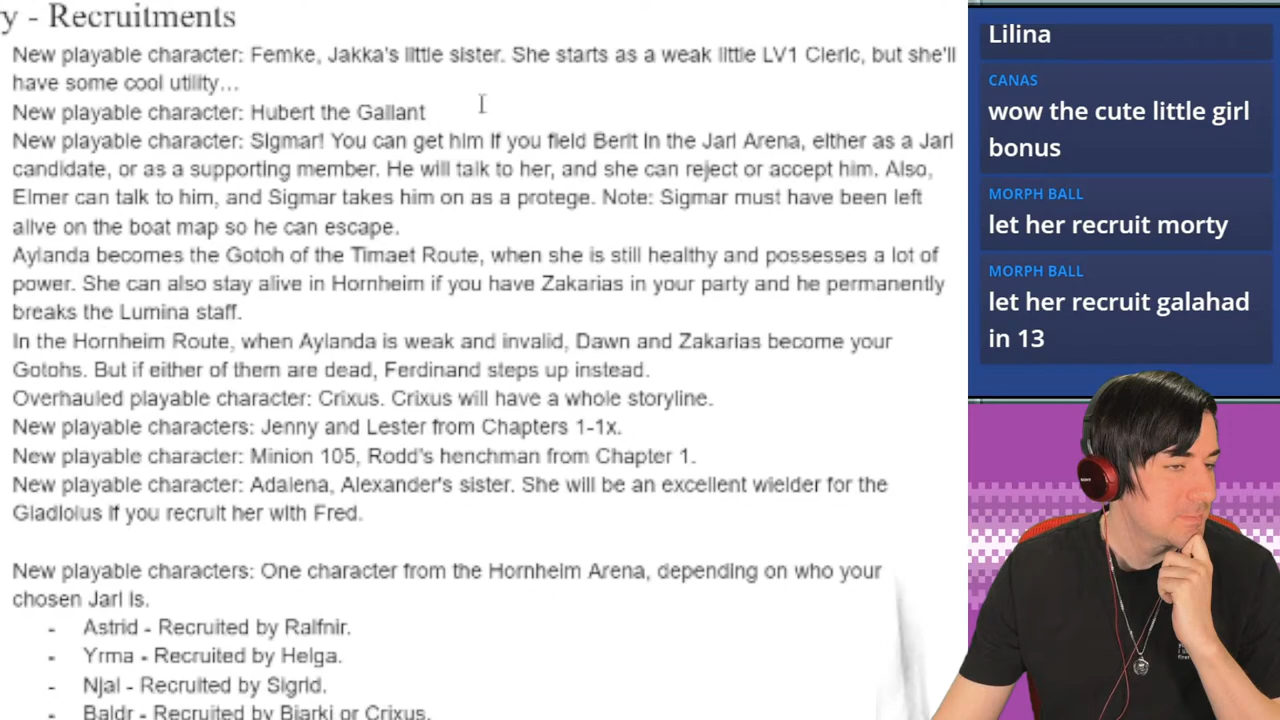 y - Recruitments
New playable character: Femke, Jakka's little sister. She starts as a weak little LV1 Cleric, but she'll
have some cool utility...
New playable character: Hubert the Gallant
New playable character: Sigmar! You can get him if you field Berit in the Jarl Arena, either as a Jarl
candidate, or as a supporting member. He will talk to her, and she can reject or accept him. Also,
Elmer can talk to him, and Sigmar takes him on as a protege. Note: Sigmar must have been left
alive on the boat map so he can escape.
Aylanda becomes the Gotoh of the Timaet Route, when she is still healthy and possesses a lot of
power. She can also stay alive in Hornheim if you have Zakarias in your party and he permanently
breaks the Lumina staff.
In the Hornheim Route, when Aylanda is weak and invalid, Dawn and Zakarias become your
Gotohs. But if either of them are dead, Ferdinand steps up instead.
Overhauled playable character: Crixus. Crixus will have a whole storyline.
New playable characters: Jenny and Lester from Chapters 1-1x.
New playable character: Minion 105, Rodd's henchman from Chapter 1.
New playable character: Adalena, Alexander's sister. She will be an excellent wielder for the
Gladiolus if you recruit her with Fred.
New playable characters: One character from the Hornheim Arena, depending on who your
chosen Jarl is.
- Astrid - Recruited by Ralfnir.
- Yrma - Recruited by Helga.
- Njal - Recruited by Sigrid.
- Baldr - Recruited by Bjarki or Crixus.
Lilina
CANAS
wow the cute little girl
bonus
MORPH BALL
let her recruit morty
MORPH BALL
let her recruit galahad
in 13